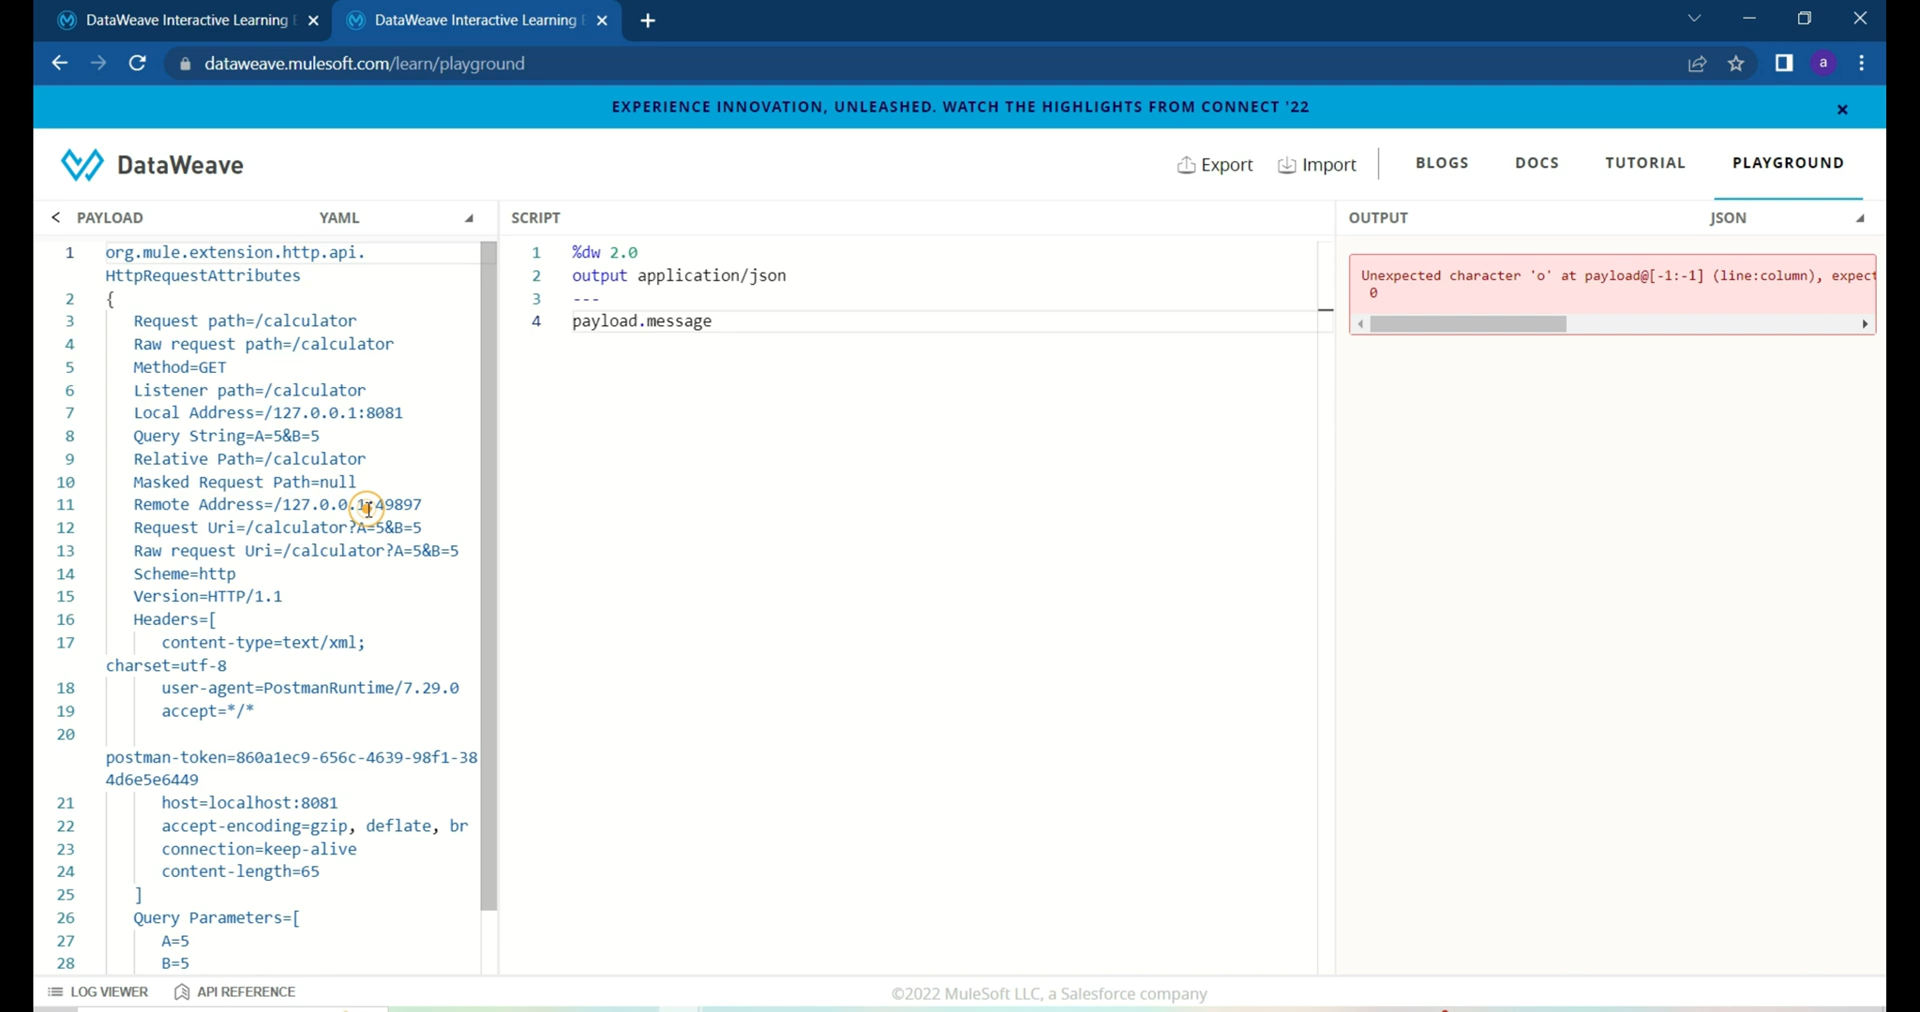 DataWeave Interactive Learning E
DataWeave Interactive Learning E
dataweave.mulesoft.com/learn/playground
a
EXPERIENCE INNOVATION, UNLEASHED. WATCH THE HIGHLIGHTS FROM CONNECT '22
DataWeave
Export
Import
BLOGS
DOCS
TUTORIAL
PLAYGROUND
PAYLOAD
YAML
1 org.mule.extension.http.api.
HttpRequestAttributes
2 {
3 Request path=/calculator
4 Raw request path=/calculator
5 Method=GET
6 Listener path=/calculator
7 Local Address=/127.0.0.1:8081
8 Query String=A=5&B=5
9 Relative Path=/calculator
10 Masked Request Path=null
11 Remote Address=/127.0.0.1:49897
12 Request Uri=/calculator?A=5&B=5
13 Raw request Uri=/calculator?A=5&B=5
14 Scheme=http
15 Version=HTTP/1.1
16 Headers=[
17 content-type=text/xml;
charset=utf-8
18 user-agent=PostmanRuntime/7.29.0
19 accept=*/*
20
postman-token=860a1ec9-656c-4639-98f1-38
4d6e5e6449
21 host=localhost:8081
22 accept-encoding=gzip, deflate, br
23 connection=keep-alive
24 content-length=65
25 ]
26 Query Parameters=[
27 A=5
28 B=5
SCRIPT
1 %dw 2.0
2 output application/json
3 ---
4 payload.message
OUTPUT
JSON
Unexpected character 'o' at payload@[-1:-1] (line:column), expect
0
LOG VIEWER
API REFERENCE
©2022 MuleSoft LLC, a Salesforce company